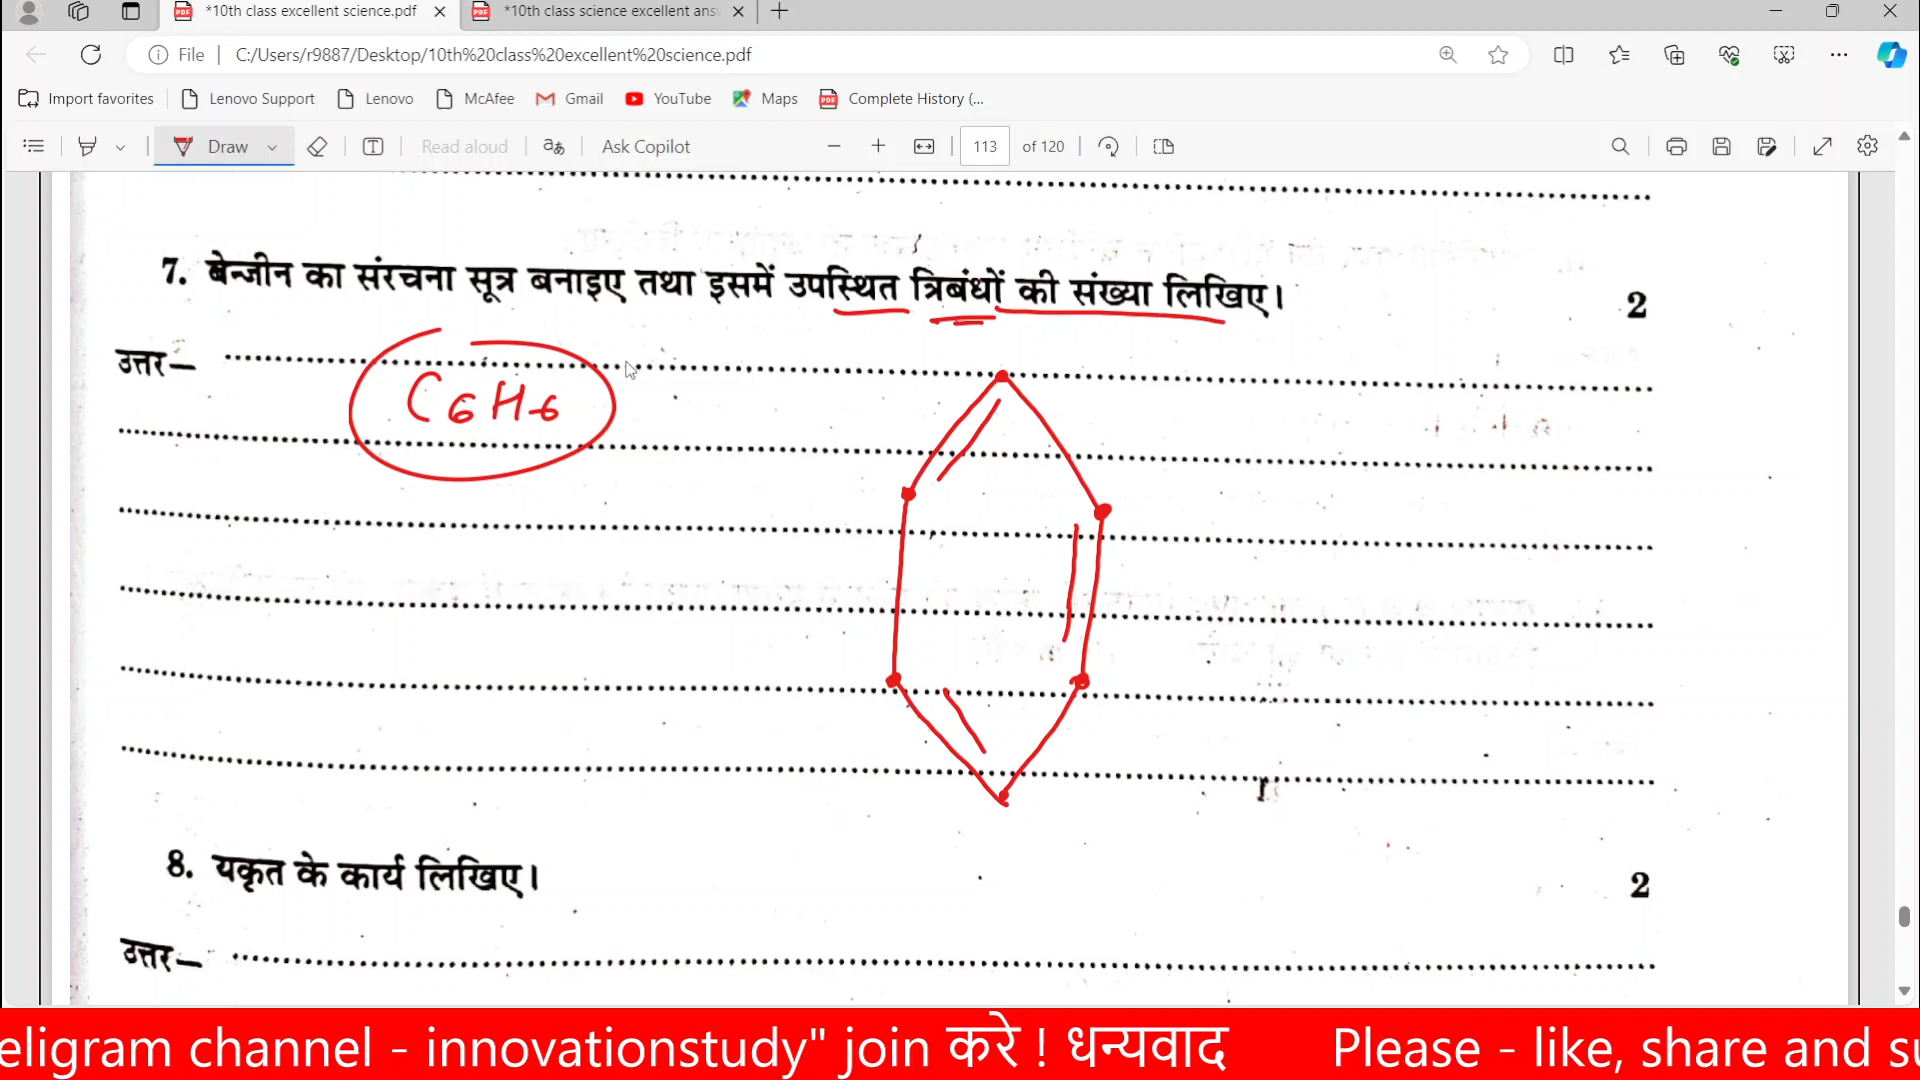 *10th class excellent science.pdf
*10th class science excellent ans
File
C:/Users/r9887/Desktop/10th%20class%20excellent%20science.pdf
Import favorites
Lenovo Support
Lenovo
McAfee
Gmail
YouTube
Maps
Complete History (...
Draw
Read aloud
Ask Copilot
113 of 120
7. बेन्जीन का संरचना सूत्र बनाइए तथा इसमें उपस्थित त्रिबंधों की संख्या लिखिए। 2
उत्तर—
C6H6
8. यकृत के कार्य लिखिए। 2
उत्तर—
eligram channel - innovationstudy" join करे ! धन्यवाद Please - like, share and su